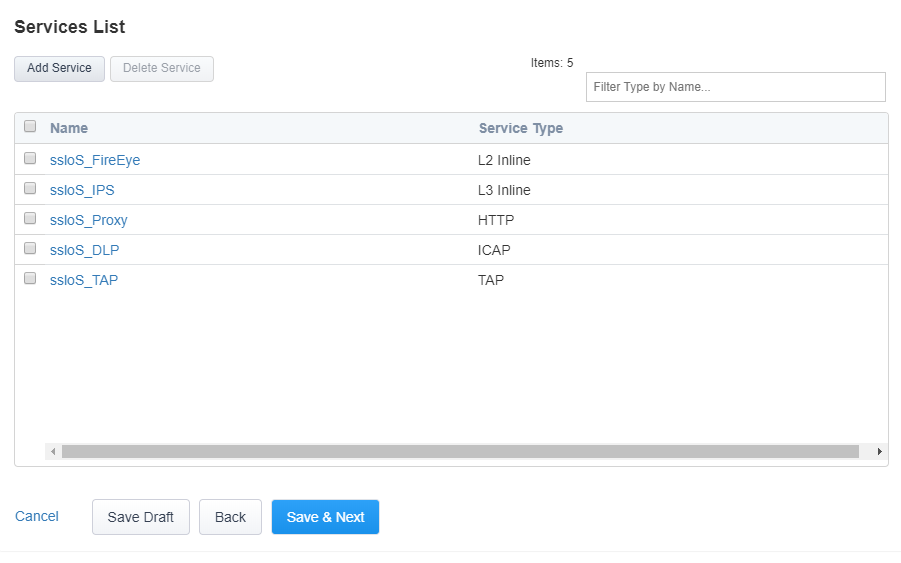 Services List
Add Service Delete Service Items: 5
Filter Type by Name...
Name Service Type
ssloS_FireEye L2 Inline
ssloS_IPS L3 Inline
ssloS_Proxy HTTP
ssloS_DLP ICAP
ssloS_TAP TAP
Cancel Save Draft Back Save & Next